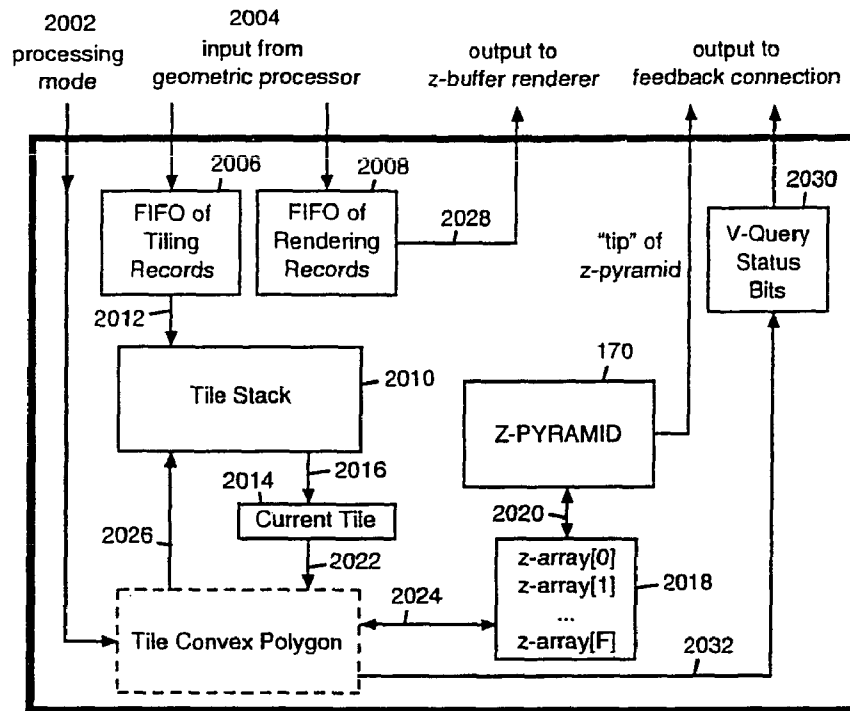 2002
processing
mode
2004
input from
geometric processor
output to
z-buffer renderer
output to
feedback connection
2006
FIFO of
Tiling
Records
2008
FIFO of
Rendering
Records
2028
"tip" of
z-pyramid
2030
V-Query
Status
Bits
2012
Tile Stack
2010
170
Z-PYRAMID
2016
2014
Current Tile
2020
2026
2022
z-array[0]
z-array[1]
...
z-array[F]
2018
2024
Tile Convex Polygon
2032